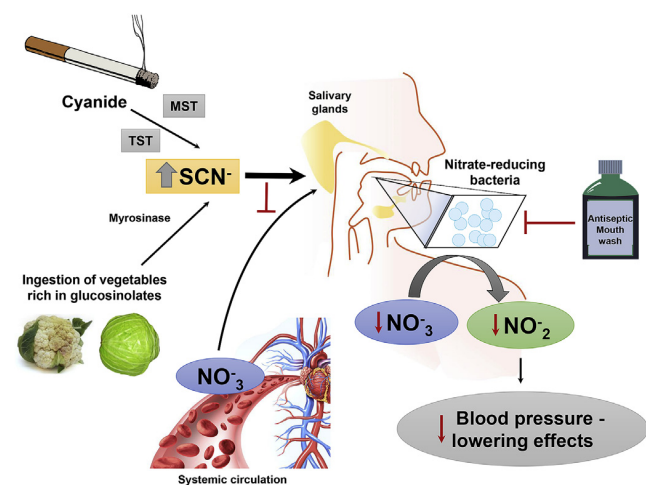 Cyanide
MST
TST
SCN⁻
Myrosinase
Ingestion of vegetables
rich in glucosinolates
Salivary
glands
Nitrate-reducing
bacteria
Antiseptic
Mouth
wash
NO⁻₃
Systemic circulation
NO⁻₃
NO⁻₂
Blood pressure -
lowering effects